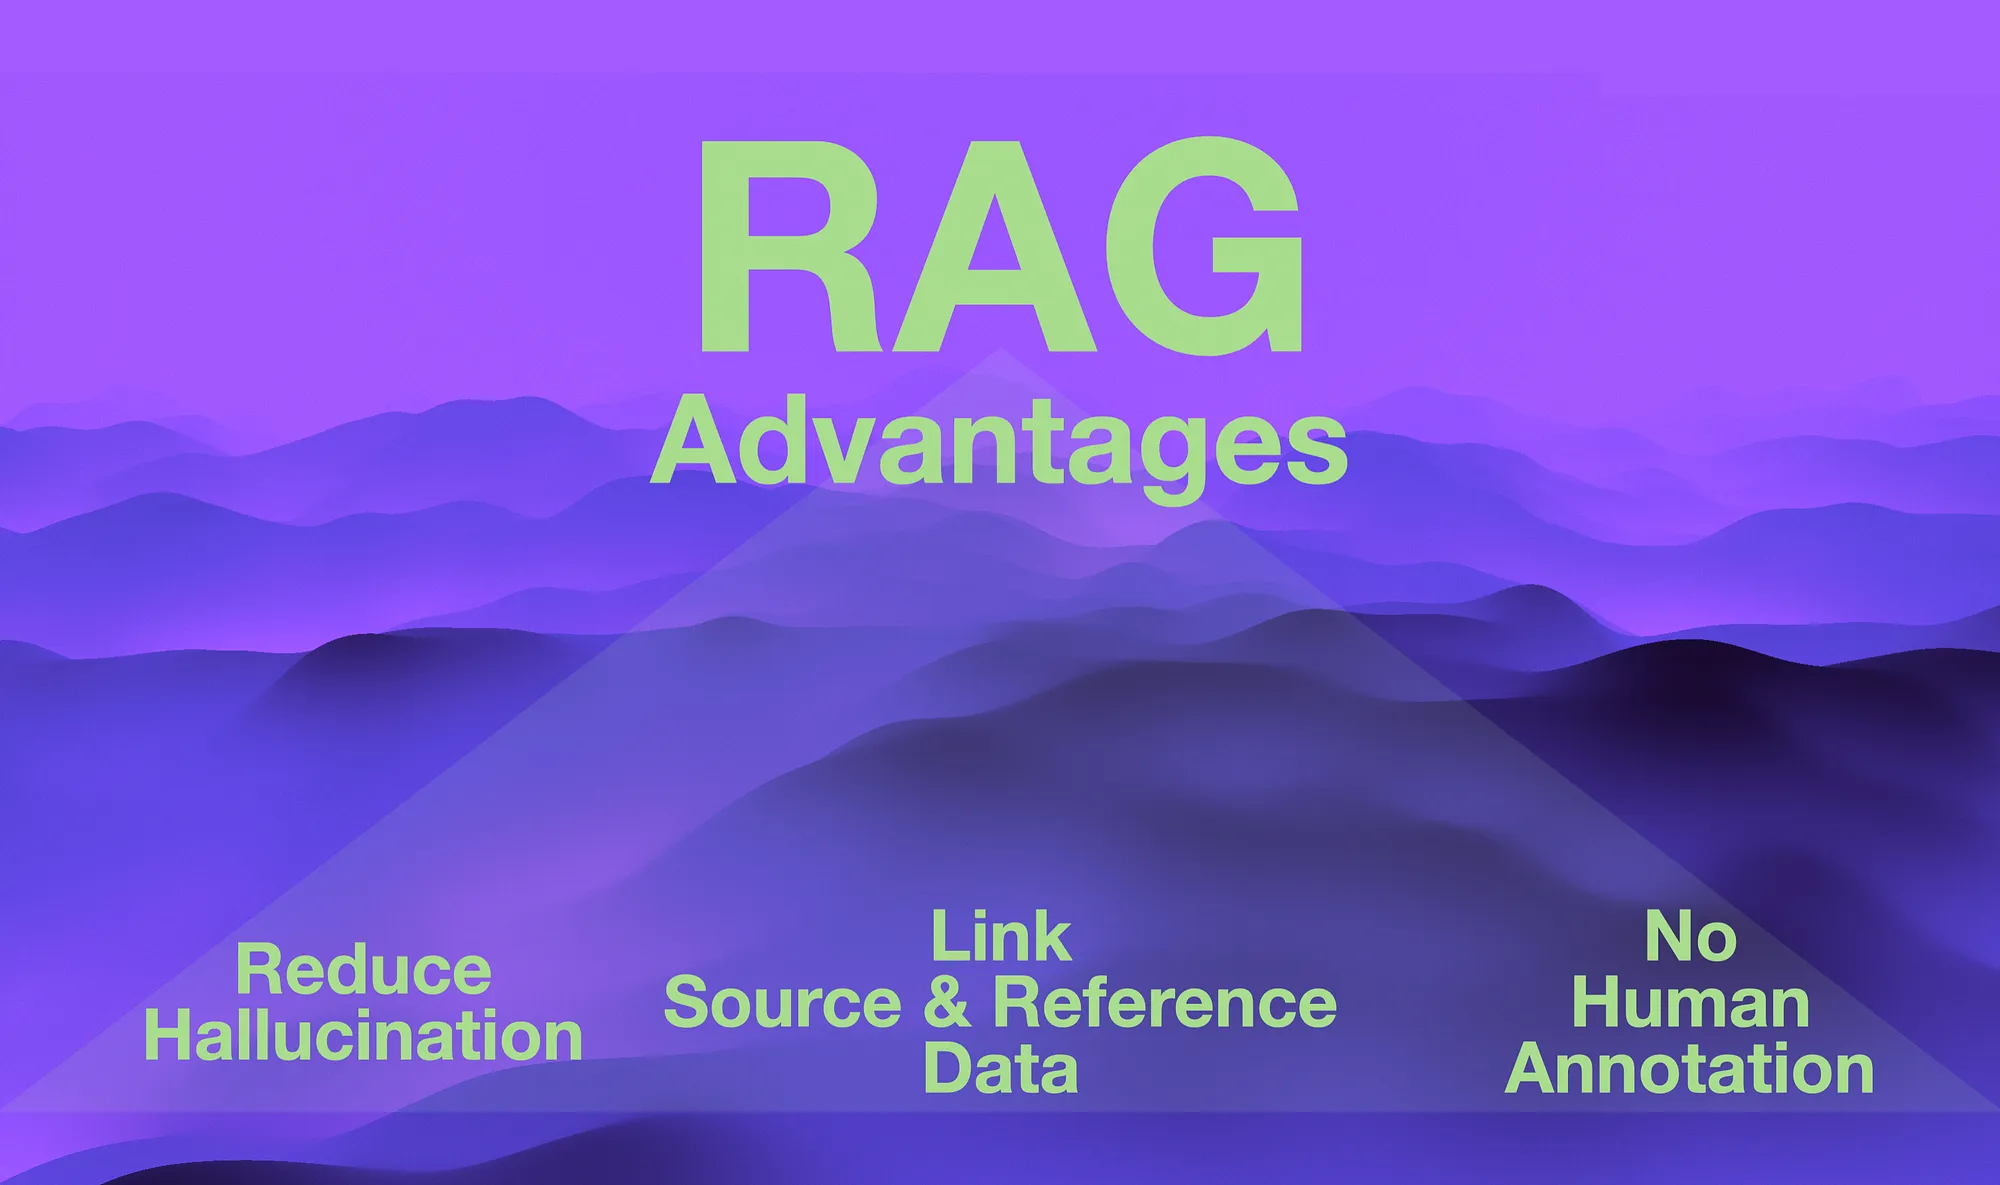 RAG
Advantages
Reduce
Hallucination
Link
Source & Reference
Data
No
Human
Annotation